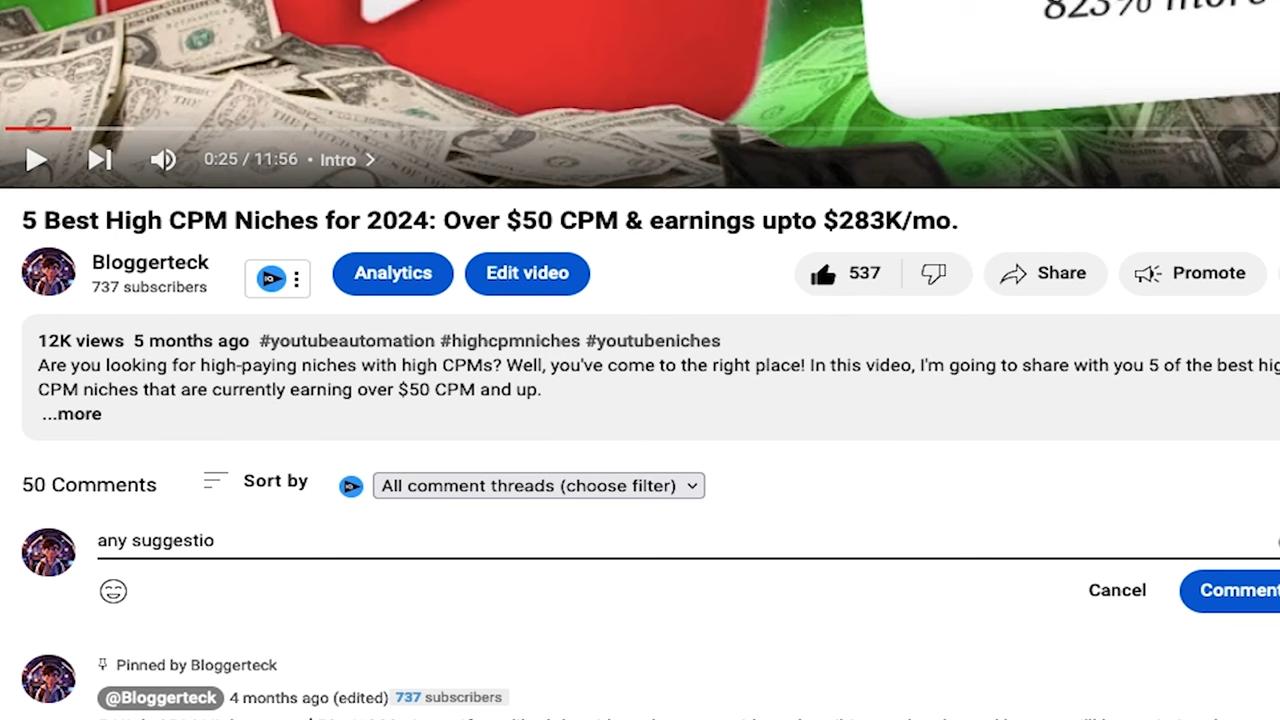 823% more
0:25 / 11:56 • Intro >
5 Best High CPM Niches for 2024: Over $50 CPM & earnings upto $283K/mo.
Bloggerteck
737 subscribers
Analytics
Edit video
537
Share
Promote
12K views 5 months ago #youtubeautomation #highcpmniches #youtubeniches
Are you looking for high-paying niches with high CPMs? Well, you've come to the right place! In this video, I'm going to share with you 5 of the best hig
CPM niches that are currently earning over $50 CPM and up.
...more
50 Comments
Sort by
All comment threads (choose filter)
any suggestio
Cancel
Comment
Pinned by Bloggerteck
@Bloggerteck 4 months ago (edited) 737 subscribers